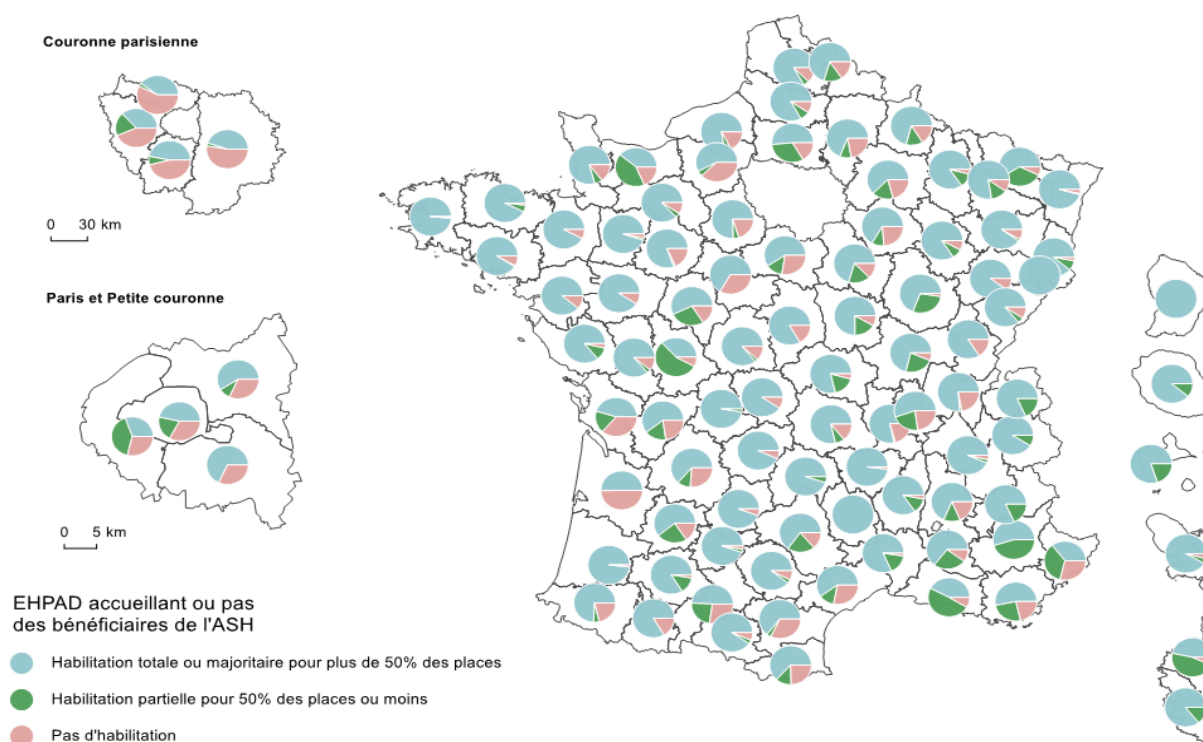 Couronne parisienne
0 30 km
Paris et Petite couronne
0 5 km
EHPAD accueillant ou pas
des bénéficiaires de l'ASH
Habilitation totale ou majoritaire pour plus de 50% des places
Habilitation partielle pour 50% des places ou moins
Pas d'habilitation